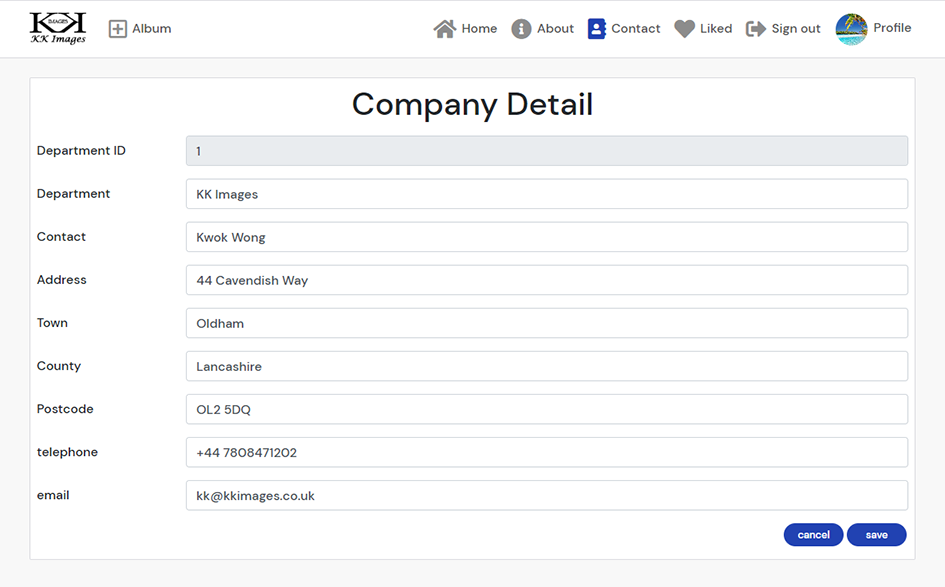 IMAGES
KK Images
Album
Home
About
Contact
Liked
Sign out
Profile
Company Detail
Department ID 1
Department KK Images
Contact Kwok Wong
Address 44 Cavendish Way
Town Oldham
County Lancashire
Postcode OL2 5DQ
telephone +44 7808471202
email kk@kkimages.co.uk
cancel save